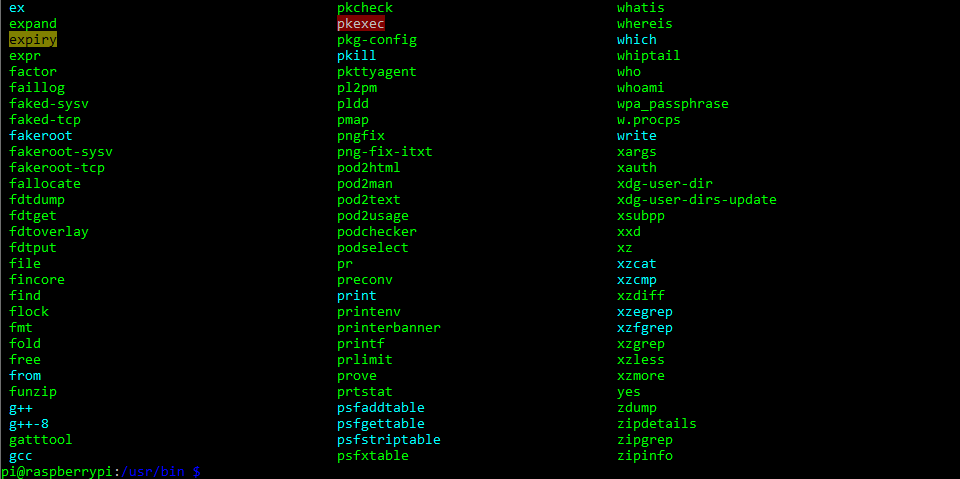 ex pkcheck whatis
expand pkexec whereis
expiry pkg-config which
expr pkill whiptail
factor pkttyagent who
faillog pl2pm whoami
faked-sysv pldd wpa_passphrase
faked-tcp pmap w.procps
fakeroot pngfix write
fakeroot-sysv png-fix-itxt xargs
fakeroot-tcp pod2html xauth
fallocate pod2man xdg-user-dir
fdtdump pod2text xdg-user-dirs-update
fdtget pod2usage xsubpp
fdtoverlay podchecker xxd
fdtput podselect xz
file pr xzcat
fincore preconv xzcmp
find print xzdiff
flock printenv xzegrep
fmt printerbanner xzfgrep
fold printf xzgrep
free prlimit xzless
from prove xzmore
funzip prtstat yes
g++ psfaddtable zdump
g++-8 psfgettable zipdetails
gatttool psfstriptable zipgrep
gcc psfxtable zipinfo
pi@raspberrypi:/usr/bin $